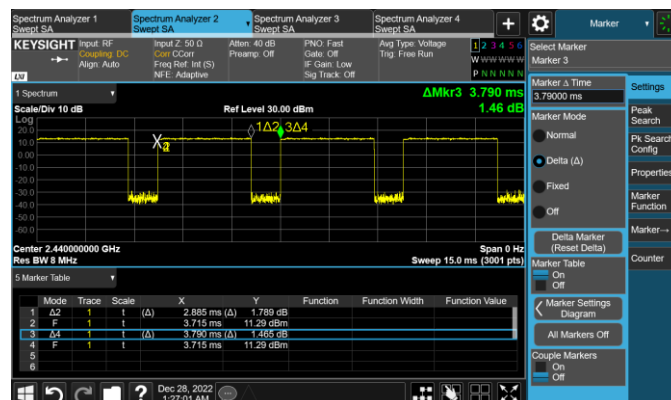 Spectrum Analyzer 1
Swept SA
Spectrum Analyzer 2
Swept SA
Spectrum Analyzer 3
Swept SA
Spectrum Analyzer 4
Swept SA
+
Marker
KEYSIGHT
LXI
Input: RF
Coupling: DC
Align: Auto
Input Z: 50 Ω
Corr CCorr
Freq Ref: Int (S)
NFE: Adaptive
Atten: 40 dB
Preamp: Off
PNO: Fast
Gate: Off
IF Gain: Low
Sig Track: Off
Avg Type: Voltage
Trig: Free Run
1 2 3 4 5 6
W W W W W W
P N N N N N
Select Marker
Marker 3
1 Spectrum
Scale/Div 10 dB
Ref Level 30.00 dBm
ΔMkr3 3.790 ms
1.46 dB
Log
20.0
10.0
0.00
-10.0
-20.0
-30.0
-40.0
-50.0
-60.0
1Δ2 3Δ4
Center 2.440000000 GHz
Res BW 8 MHz
Span 0 Hz
Sweep 15.0 ms (3001 pts)
5 Marker Table
Mode Trace Scale X Y Function Function Width Function Value
1 Δ2 1 t (Δ) 2.885 ms (Δ) 1.789 dB
2 F 1 t 3.715 ms 11.29 dBm
3 Δ4 1 t (Δ) 3.790 ms (Δ) 1.465 dB
4 F 1 t 3.715 ms 11.29 dBm
5
6
Marker Δ Time
3.79000 ms
Marker Mode
Normal
Delta (Δ)
Fixed
Off
Delta Marker
(Reset Delta)
Marker Table
On
Off
Marker Settings
Diagram
All Markers Off
Couple Markers
On
Off
Settings
Peak
Search
Pk Search
Config
Properties
Marker
Function
Marker→
Counter
?
Dec 28, 2022
1:27:01 AM